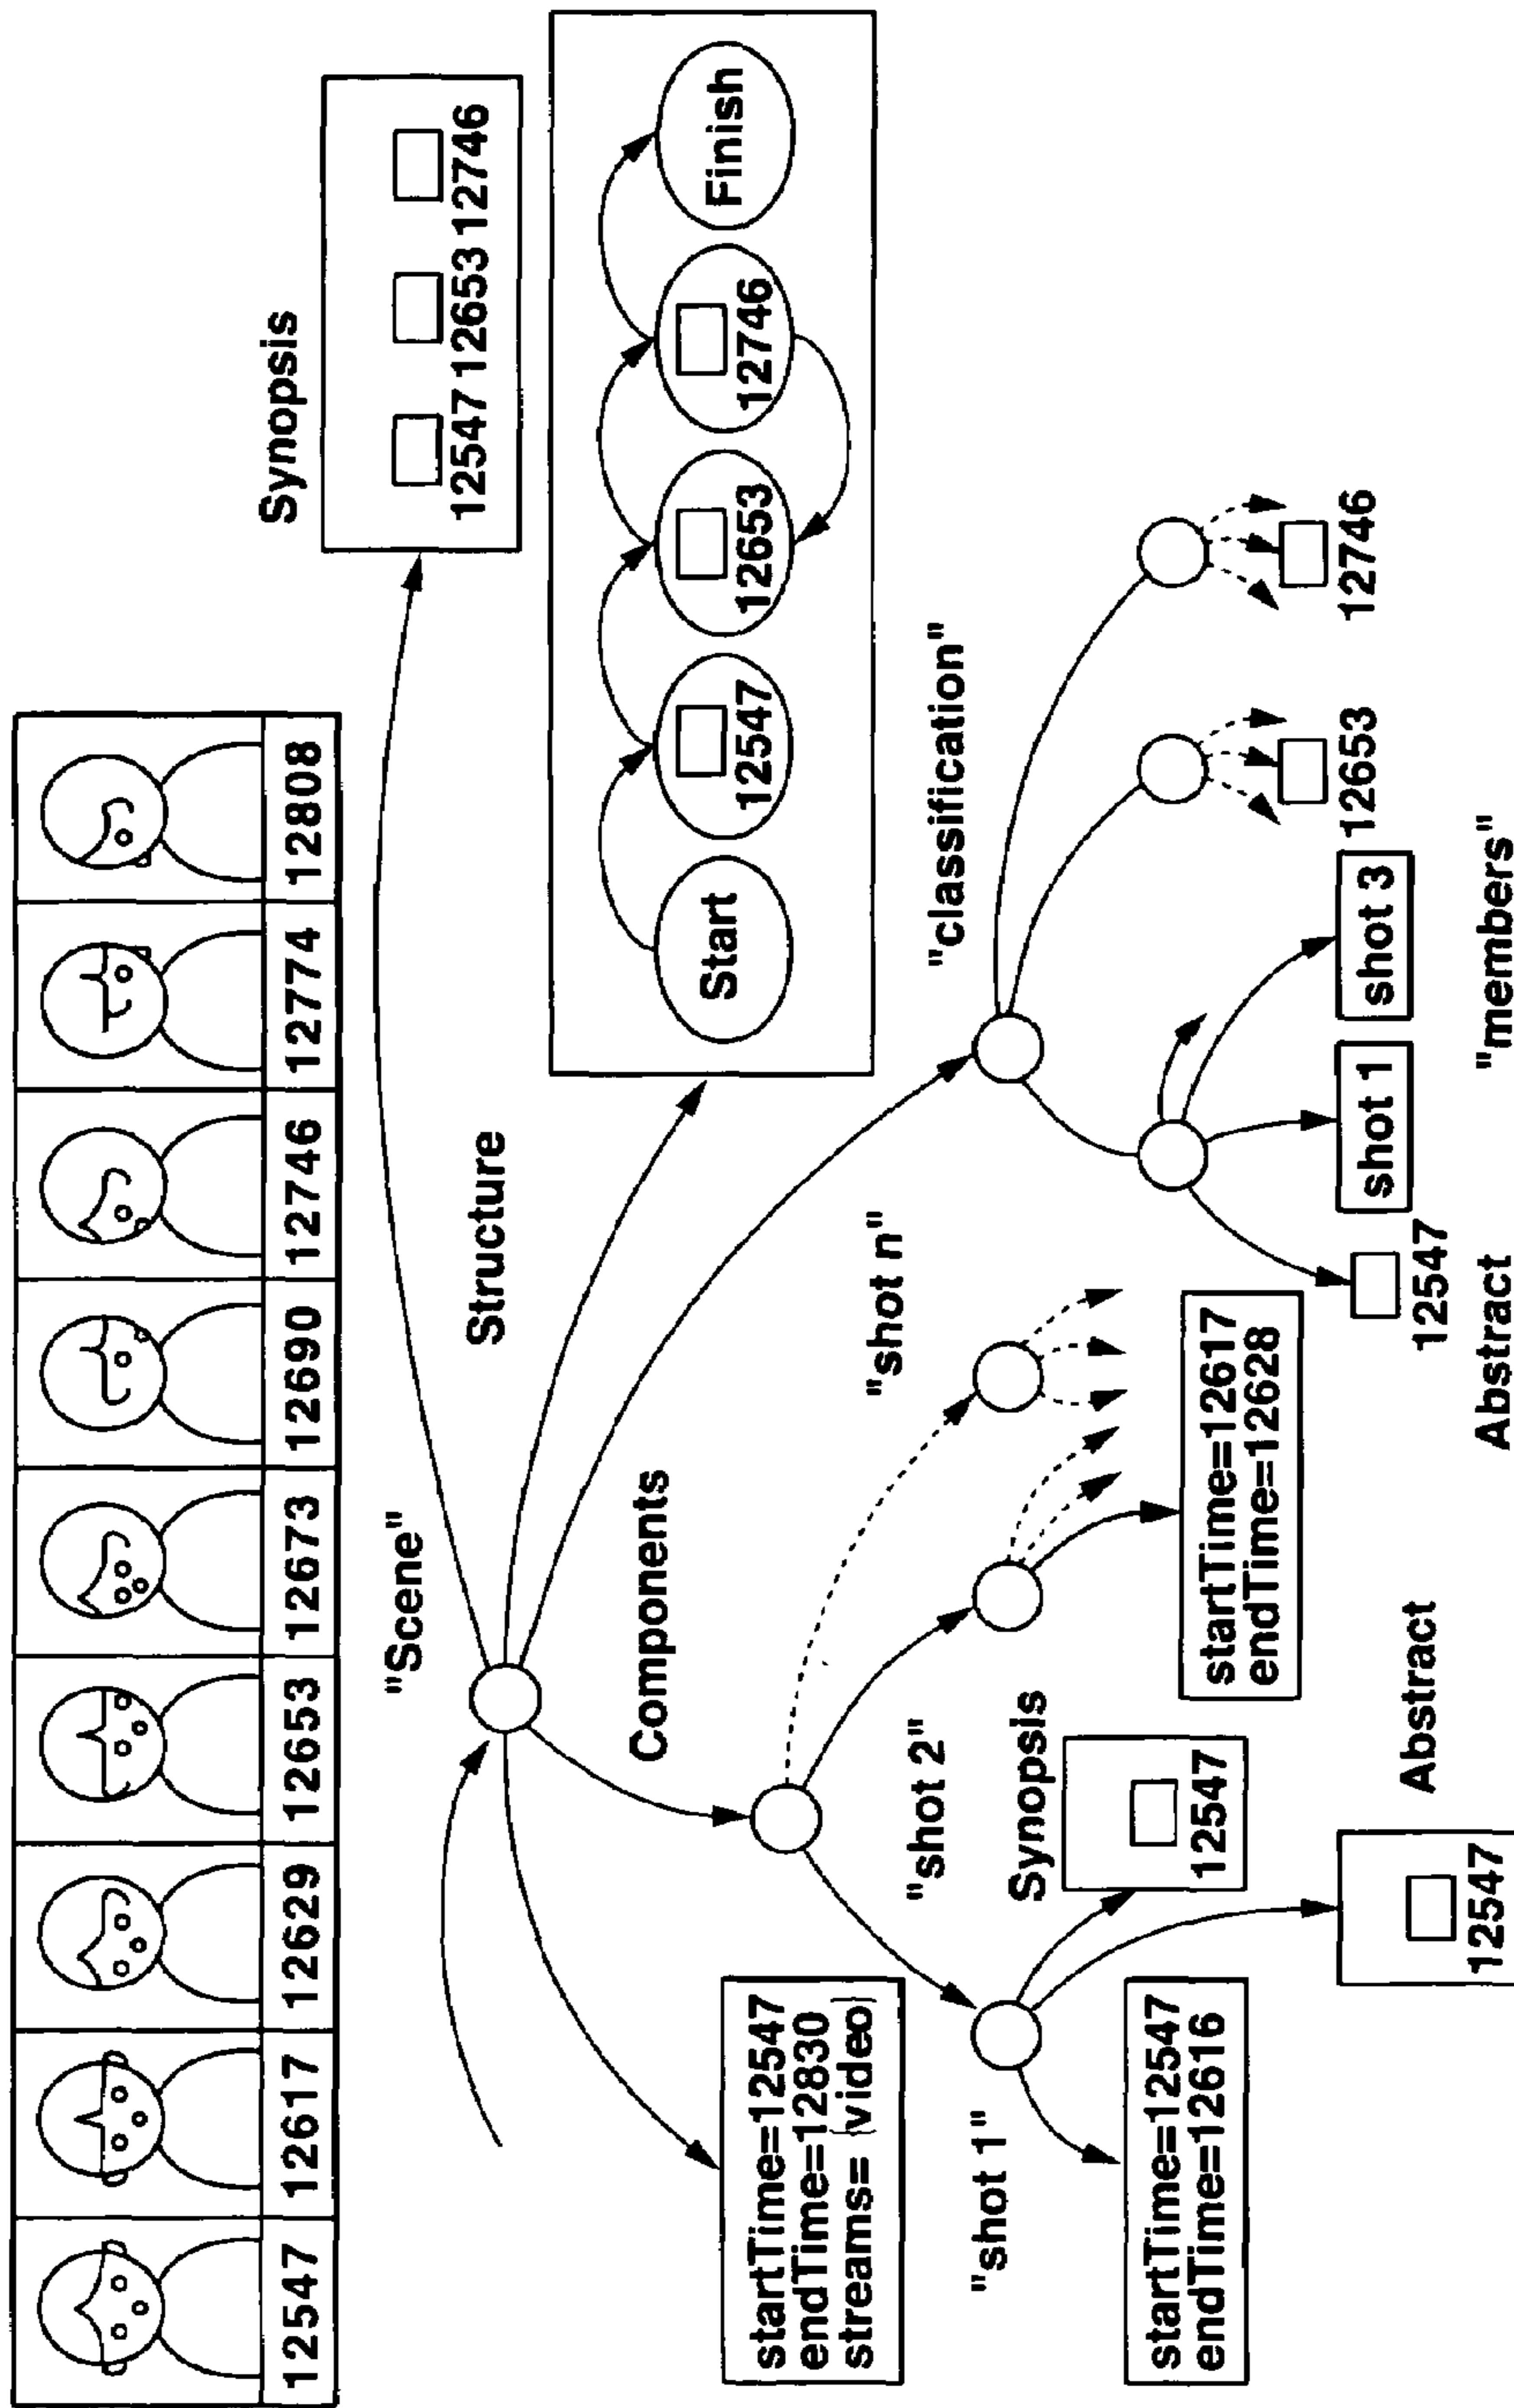 12547 12617 12629 12653 12673 12690 12746 12774 12808
"Scene"
Synopsis
12547 12653 12746
Structure
Start
12547
12653
12746
Finish
Components
startTime=12547
endTime=12830
streams= {video}
"shot 1"
"shot 2"
"shot n"
"classification"
Synopsis
12547
startTime=12547
endTime=12616
startTime=12617
endTime=12628
12547
Abstract
12547
Abstract
shot 1
shot 3
"members"
12653
12746